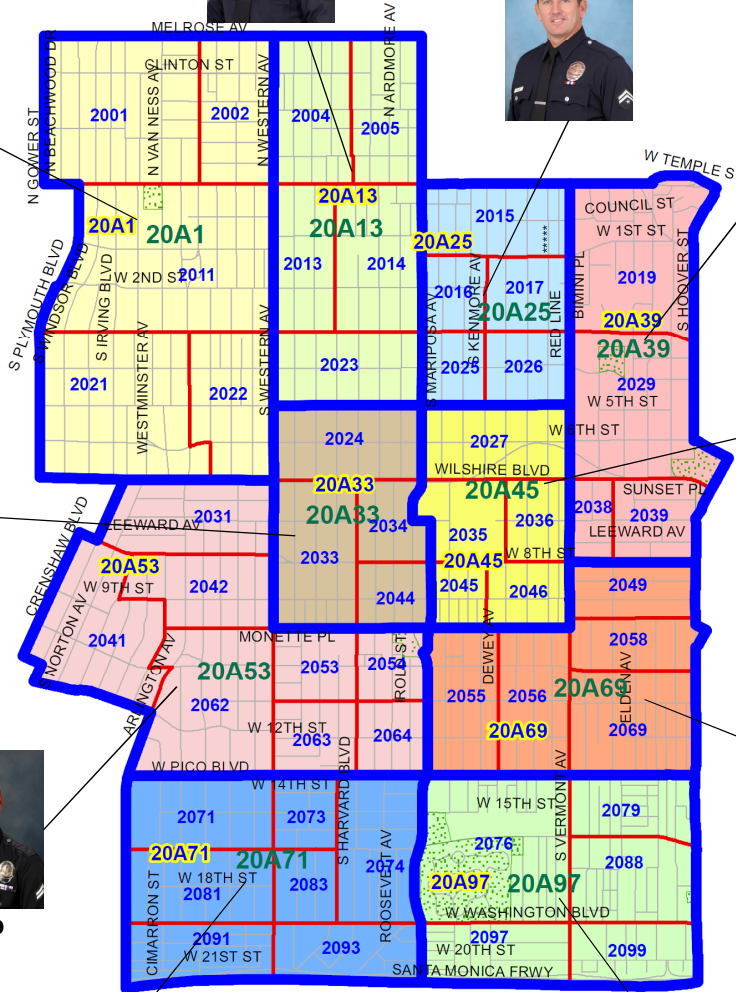 MELROSE AV
CLINTON ST
N GOWER ST
N BEACHWOOD DR
N VAN NESS AV
N WESTERN AV
N ARDMORE AV
2001
2002
2004
2005
W TEMPLE S
20A1
20A1
20A13
20A13
2011
W 2ND ST
2013
2014
20A25
20A25
2015
2016
2017
*****
COUNCIL ST
W 1ST ST
2019
20A39
20A39
S HOOVER ST
BIMINI PL
RED LINE
S KENMORE AV
S MARIPOSA AV
S PLYMOUTH BLVD
S WINDSOR BLVD
S IRVING BLVD
WESTMINSTER AV
S WESTERN AV
2021
2022
2023
2025
2026
2029
W 5TH ST
W 6TH ST
2024
2027
WILSHIRE BLVD
20A33
20A33
20A45
20A45
SUNSET PL
2038
2039
LEEWARD AV
2031
LEEWARD AV
CRENSHAW BLVD
2033
2034
2035
2036
W 8TH ST
20A53
W 9TH ST
2042
2044
2045
2046
2049
S NORTON AV
2041
ARLINGTON AV
MONETTE PL
20A53
2053
2054
IROLO ST
DEWEY AV
2058
2062
2055
2056
20A69
20A69
ELDEN AV
2069
W 12TH ST
2063
2064
W PICO BLVD
W 14TH ST
S HARVARD BLVD
S VERMONT AV
2071
2073
W 15TH ST
2079
20A71
20A71
2074
2076
2088
W 18TH ST
2081
2083
ROOSEVELT AV
20A97
20A97
CIMARRON ST
W WASHINGTON BLVD
2091
2093
2097
2099
W 21ST ST
W 20TH ST
SANTA MONICA FRWY